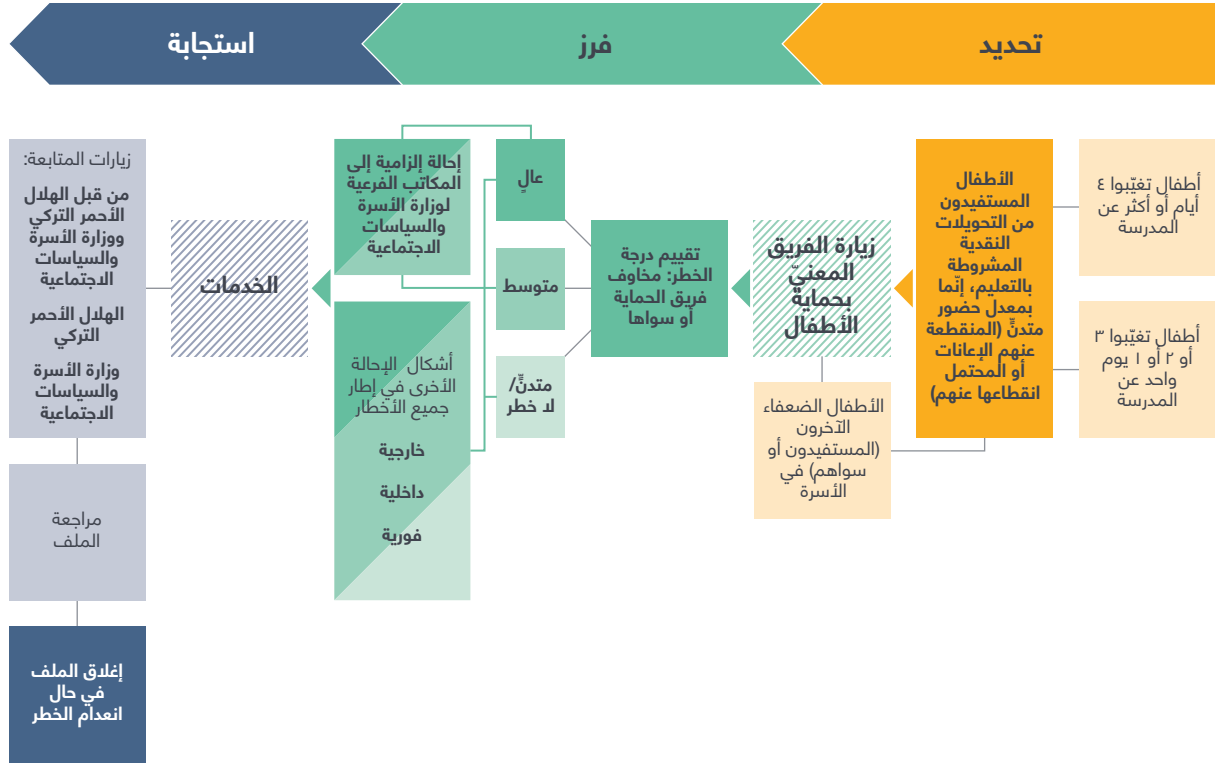 تحديد
فرز
استجابة
أطفال تغيّبوا ٤
أيام أو أكثر عن
المدرسة
أطفال تغيّبوا ٣
أو ٢ أو ١ يوم
واحد عن
المدرسة
الأطفال
المستفيدون
من التحويلات
النقدية
المشروطة
بالتعليم، إنّما
بمعدل حضور
متدنٍّ (المنقطعة
عنهم الإعانات
أو المحتمل
انقطاعها عنهم)
زيارة الفريق
المعنيّ
بحماية
الأطفال
الأطفال الضعفاء
الآخرون
(المستفيدون أو
سواهم) في
الأسرة
تقييم درجة
الخطر: مخاوف
فريق الحماية
أو سواها
عالٍ
متوسط
متدنٍّ/
لا خطر
إحالة إلزامية إلى
المكاتب الفرعية
لوزارة الأسرة
والسياسات
الاجتماعية
أشكال الإحالة
الأخرى في إطار
جميع الأخطار
خارجية
داخلية
فورية
الخدمات
زيارات المتابعة:
من قبل الهلال
الأحمر التركي
ووزارة الأسرة
والسياسات
الاجتماعية
الهلال الأحمر
التركي
وزارة الأسرة
والسياسات
الاجتماعية
مراجعة
الملف
إغلاق الملف
في حال
انعدام الخطر